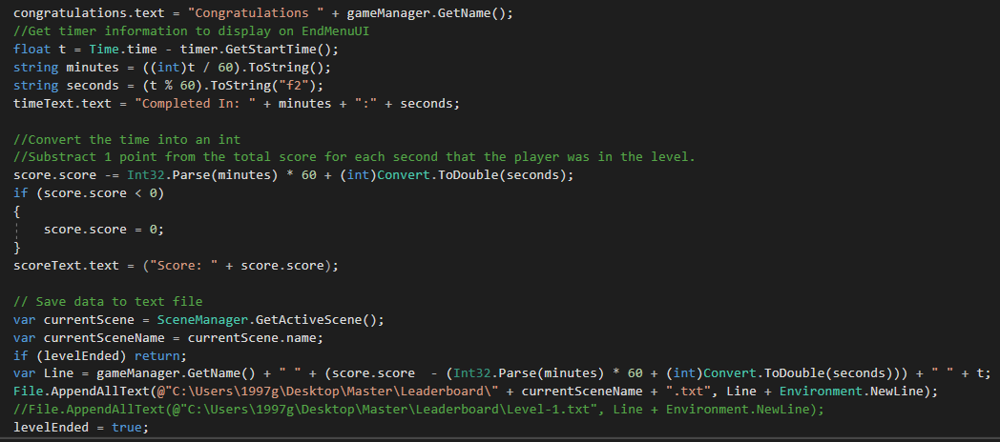 congratulations.text = "Congratulations " + gameManager.GetName();
//Get timer information to display on EndMenuUI
float t = Time.time - timer.GetStartTime();
string minutes = ((int)t / 60).ToString();
string seconds = (t % 60).ToString("f2");
timeText.text = "Completed In: " + minutes + ":" + seconds;

//Convert the time into an int
//Substract 1 point from the total score for each second that the player was in the level.
score.score -= Int32.Parse(minutes) * 60 + (int)Convert.ToDouble(seconds);
if (score.score < 0)
{
    score.score = 0;
}
scoreText.text = ("Score: " + score.score);

// Save data to text file
var currentScene = SceneManager.GetActiveScene();
var currentSceneName = currentScene.name;
if (levelEnded) return;
var Line = gameManager.GetName() + " " + (score.score  - (Int32.Parse(minutes) * 60 + (int)Convert.ToDouble(seconds))) + " " + t;
File.AppendAllText(@"C:\Users\1997g\Desktop\Master\Leaderboard\" + currentSceneName + ".txt", Line + Environment.NewLine);
//File.AppendAllText(@"C:\Users\1997g\Desktop\Master\Leaderboard\Level-1.txt", Line + Environment.NewLine);
levelEnded = true;